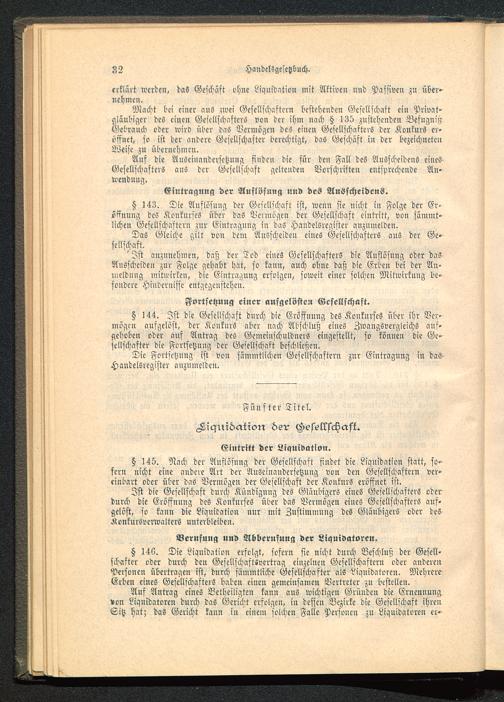 32
Handelsgesetzbuch.
erklärt werden, das Geschäft ohne Liquidation mit Aktiven und Passiven zu über-
nehmen.
Macht bei einer aus zwei Gesellschaftern bestehenden Gesellschaft ein Privat-
gläubiger des einen Gesellschafters von der ihm nach § 135 zustehenden Befugniß
Gebrauch oder wird über das Vermögen des einen Gesellschafters der Konkurs er-
öffnet, so ist der andere Gesellschafter berechtigt, das Geschäft in der bezeichneten
Weise zu übernehmen.
Auf die Auseinandersetzung finden die für den Fall des Ausscheidens eines
Gesellschafters aus der Gesellschaft geltenden Vorschriften entsprechende An-
wendung.
Eintragung der Auflösung und des Ausscheidens.
§ 143. Die Auflösung der Gesellschaft ist, wenn sie nicht in Folge der Er-
öffnung des Konkurses über das Vermögen der Gesellschaft eintritt, von sämmt-
lichen Gesellschaftern zur Eintragung in das Handelsregister anzumelden.
Das Gleiche gilt von dem Ausscheiden eines Gesellschafters aus der Ge-
sellschaft.
Ist anzunehmen, daß der Tod eines Gesellschafters die Auflösung oder das
Ausscheiden zur Folge gehabt hat, so kann, auch ohne daß die Erben bei der An-
meldung mitwirken, die Eintragung erfolgen, soweit einer solchen Mitwirkung be-
sondere Hindernisse entgegenstehen.
Fortsetzung einer aufgelösten Gesellschaft.
§ 144. Ist die Gesellschaft durch die Eröffnung des Konkurses über ihr Ver-
mögen aufgelöst, der Konkurs aber nach Abschluß eines Zwangsvergleichs auf-
gehoben oder auf Antrag des Gemeinschuldners eingestellt, so können die Ge-
sellschafter die Fortsetzung der Gesellschaft beschließen.
Die Fortsetzung ist von sämmtlichen Gesellschaftern zur Eintragung in das
Handelsregister anzumelden.
Fünfter Titel.
Liquidation der Gesellschaft.
Eintritt der Liquidation.
§ 145. Nach der Auflösung der Gesellschaft findet die Liquidation statt, so-
fern nicht eine andere Art der Auseinandersetzung von den Gesellschaftern ver-
einbart oder über das Vermögen der Gesellschaft der Konkurs eröffnet ist.
Ist die Gesellschaft durch Kündigung des Gläubigers eines Gesellschafters oder
durch die Eröffnung des Konkurses über das Vermögen eines Gesellschafters auf-
gelöst, so kann die Liquidation nur mit Zustimmung des Gläubigers oder des
Konkursverwalters unterbleiben.
Berufung und Abberufung der Liquidatoren.
§ 146. Die Liquidation erfolgt, sofern sie nicht durch Beschluß der Gesell-
schafter oder durch den Gesellschaftsvertrag einzelnen Gesellschaftern oder anderen
Personen übertragen ist, durch sämmtliche Gesellschafter als Liquidatoren. Mehrere
Erben eines Gesellschafters haben einen gemeinsamen Vertreter zu bestellen.
Auf Antrag eines Betheiligten kann aus wichtigen Gründen die Ernennung
von Liquidatoren durch das Gericht erfolgen, in dessen Bezirke die Gesellschaft ihren
Sitz hat; das Gericht kann in einem solchen Falle Personen zu Liquidatoren er-